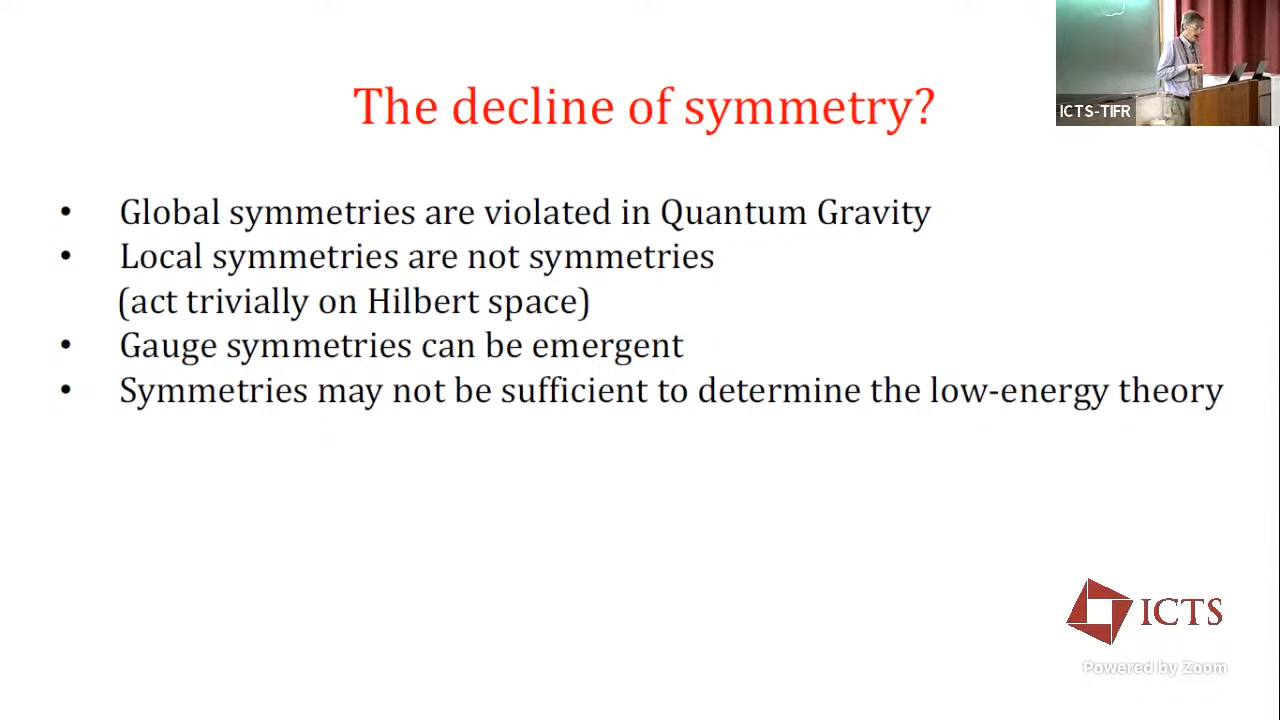 The decline of symmetry?
ICTS-TIFR
• Global symmetries are violated in Quantum Gravity
• Local symmetries are not symmetries
(act trivially on Hilbert space)
• Gauge symmetries can be emergent
• Symmetries may not be sufficient to determine the low-energy theory
ICTS
Powered by Zoom